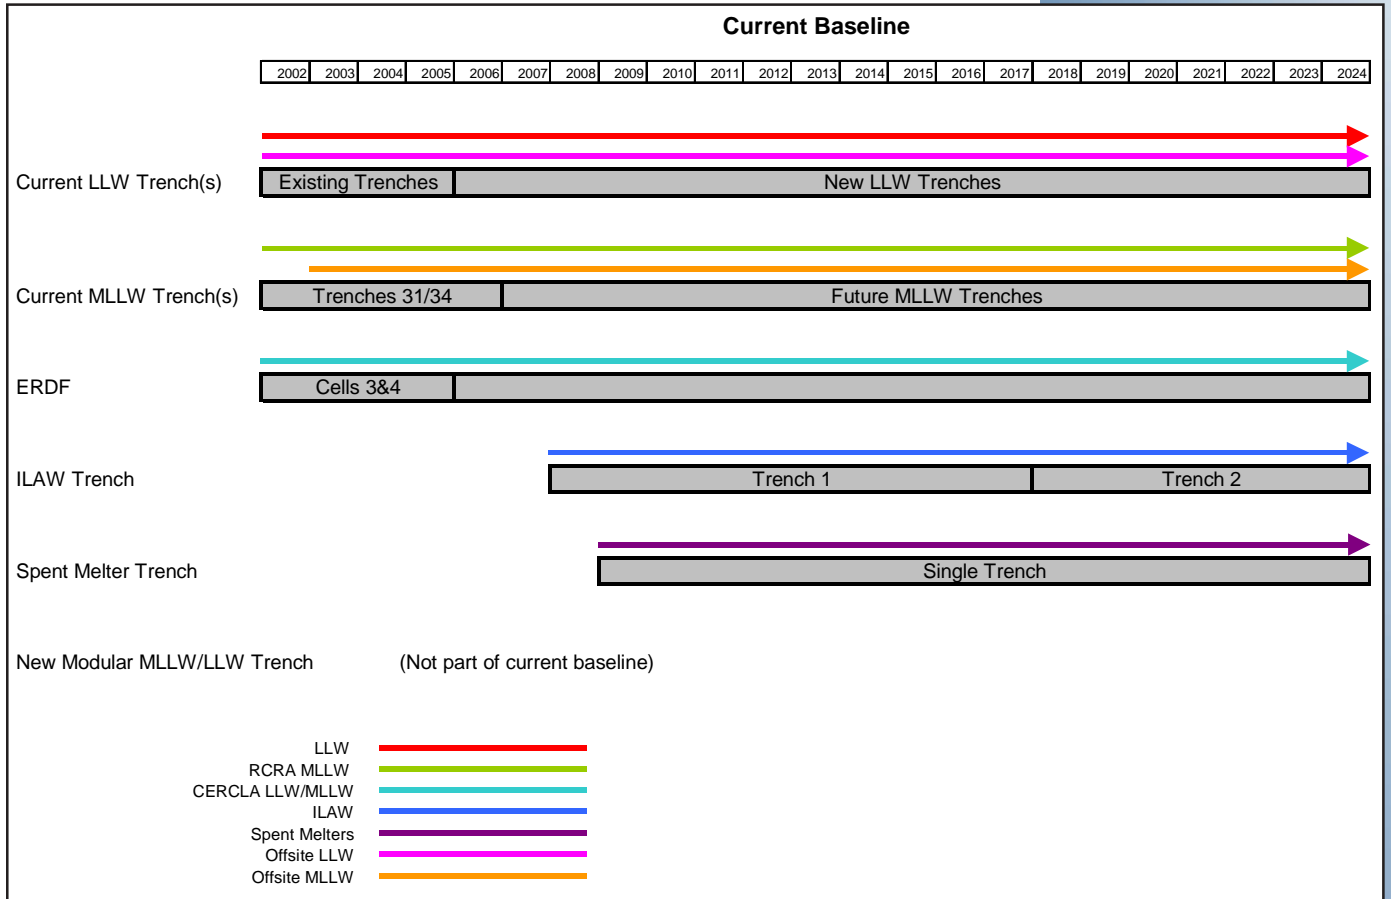 Current Baseline
2002 2003 2004 2005 2006 2007 2008 2009 2010 2011 2012 2013 2014 2015 2016 2017 2018 2019 2020 2021 2022 2023 2024
Current LLW Trench(s) Existing Trenches New LLW Trenches
Current MLLW Trench(s) Trenches 31/34 Future MLLW Trenches
ERDF Cells 3&4
ILAW Trench Trench 1 Trench 2
Spent Melter Trench Single Trench
New Modular MLLW/LLW Trench (Not part of current baseline)
LLW
RCRA MLLW
CERCLA LLW/MLLW
ILAW
Spent Melters
Offsite LLW
Offsite MLLW